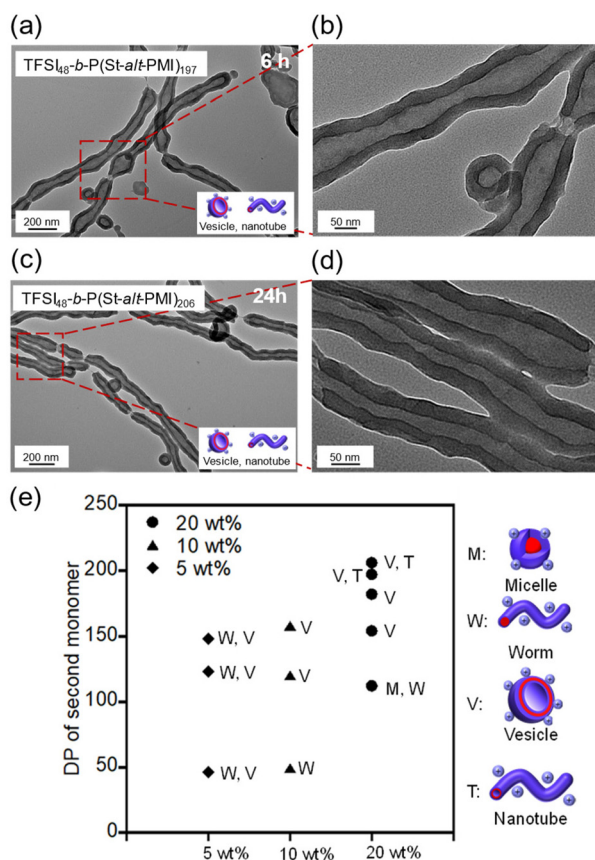 (a)
TFSI48-b-P(St-alt-PMI)197
6 h
200 nm
Vesicle, nanotube
(b)
50 nm
(c)
TFSI48-b-P(St-alt-PMI)206
24h
200 nm
Vesicle, nanotube
(d)
50 nm
(e)
DP of second monomer
250
200
150
100
50
0
20 wt%
10 wt%
5 wt%
V, T
V, T
V
V
M, W
V
V
W
W, V
W, V
W, V
5 wt%
10 wt%
20 wt%
M:
Micelle
W:
Worm
V:
Vesicle
T:
Nanotube